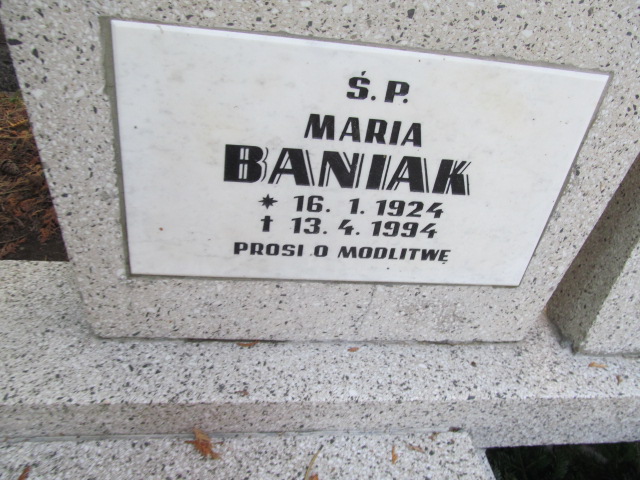 Ś. P.
MARIA
BANIAK
* 16. 1. 1924
† 13. 4. 1994
PROSI O MODLITWĘ